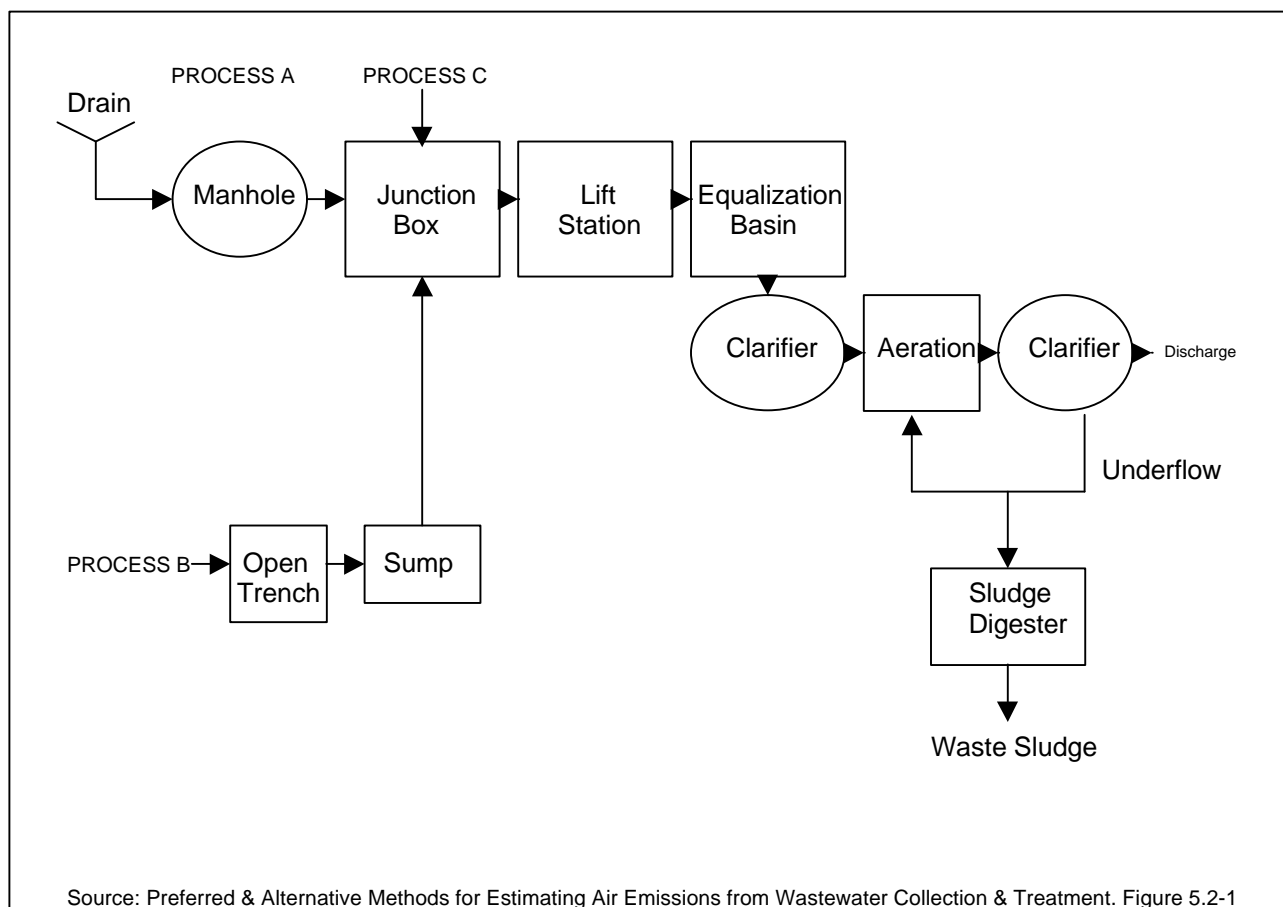 PROCESS A
PROCESS C
Drain
Manhole
Junction
Box
Lift
Station
Equalization
Basin
Clarifier
Aeration
Clarifier
Discharge
Underflow
PROCESS B
Open
Trench
Sump
Sludge
Digester
Waste Sludge
Source: Preferred & Alternative Methods for Estimating Air Emissions from Wastewater Collection & Treatment. Figure 5.2-1